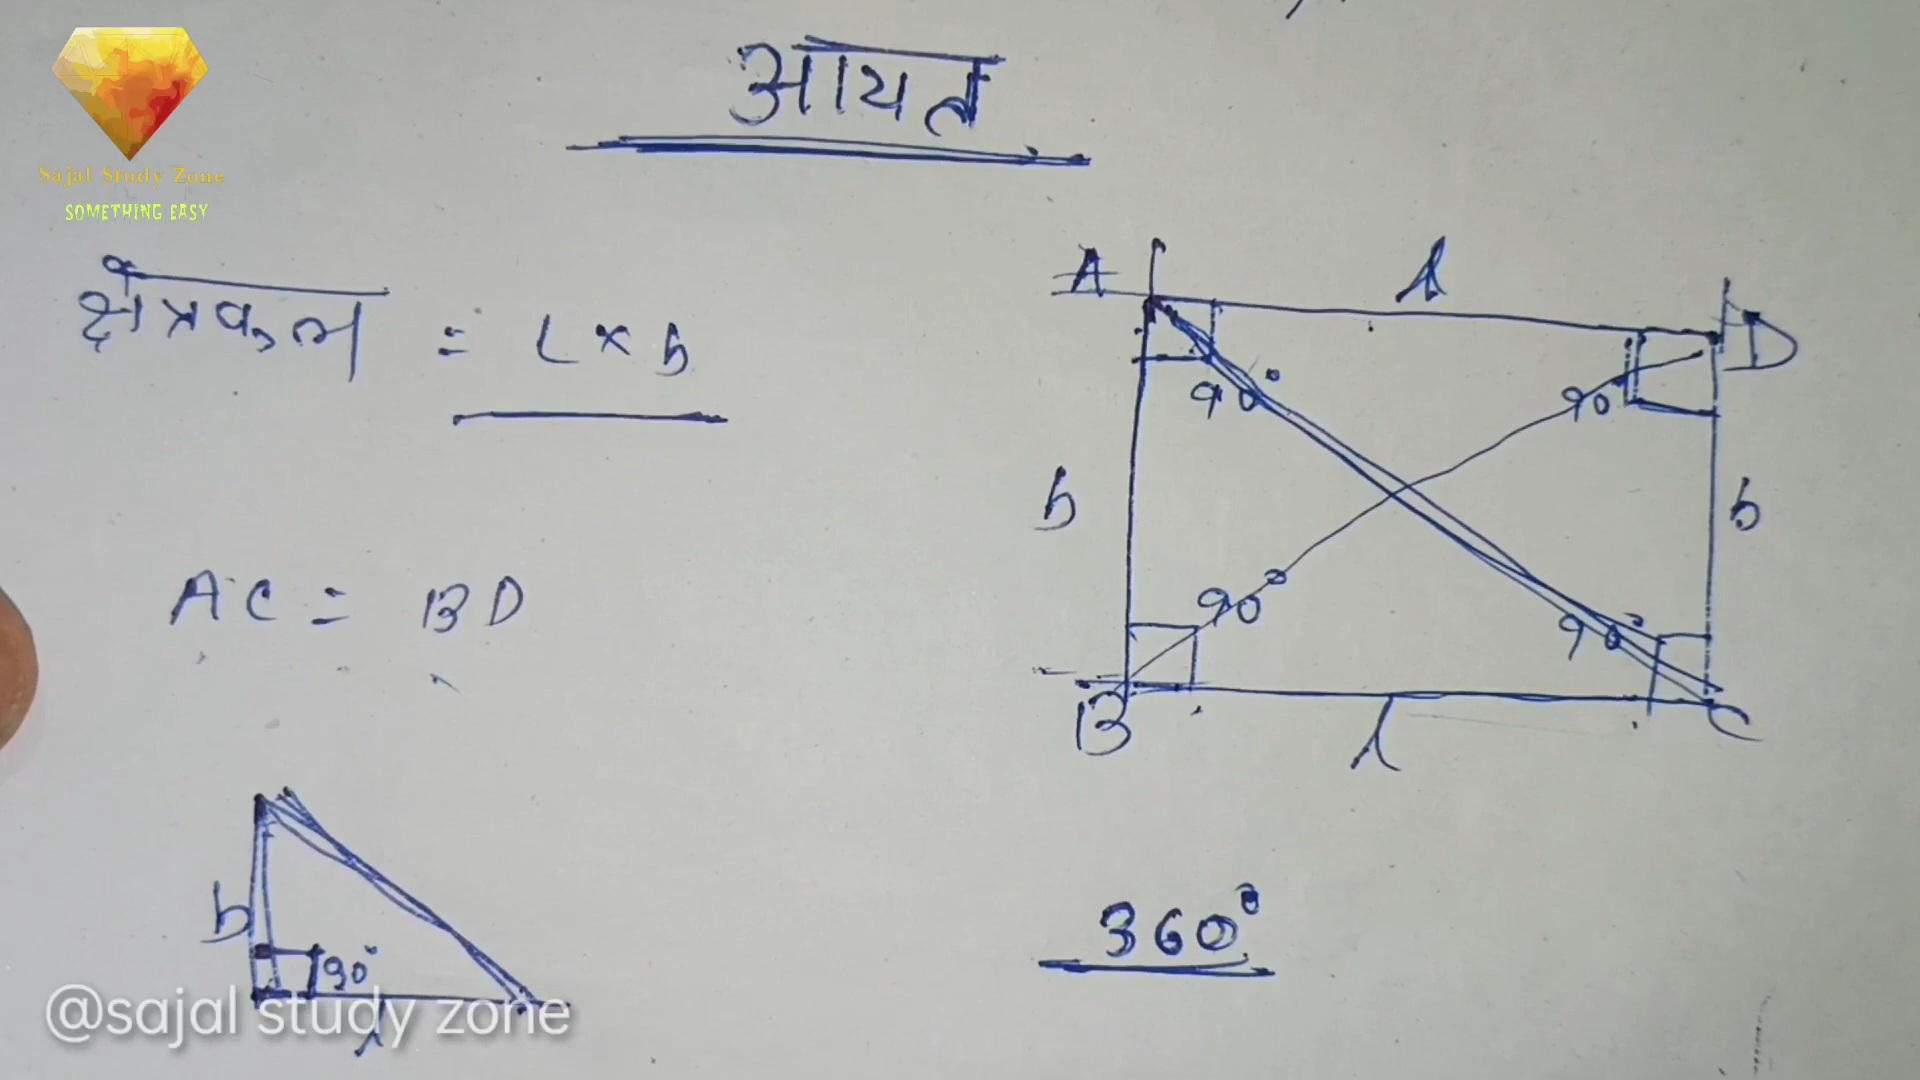 Sajal Study Zone
SOMETHING EASY
आयत
क्षेत्रफल = L × b
A l D
90° 90°
b b
90° 90°
B l C
AC = BD
b 90°
l
360°
@sajal study zone